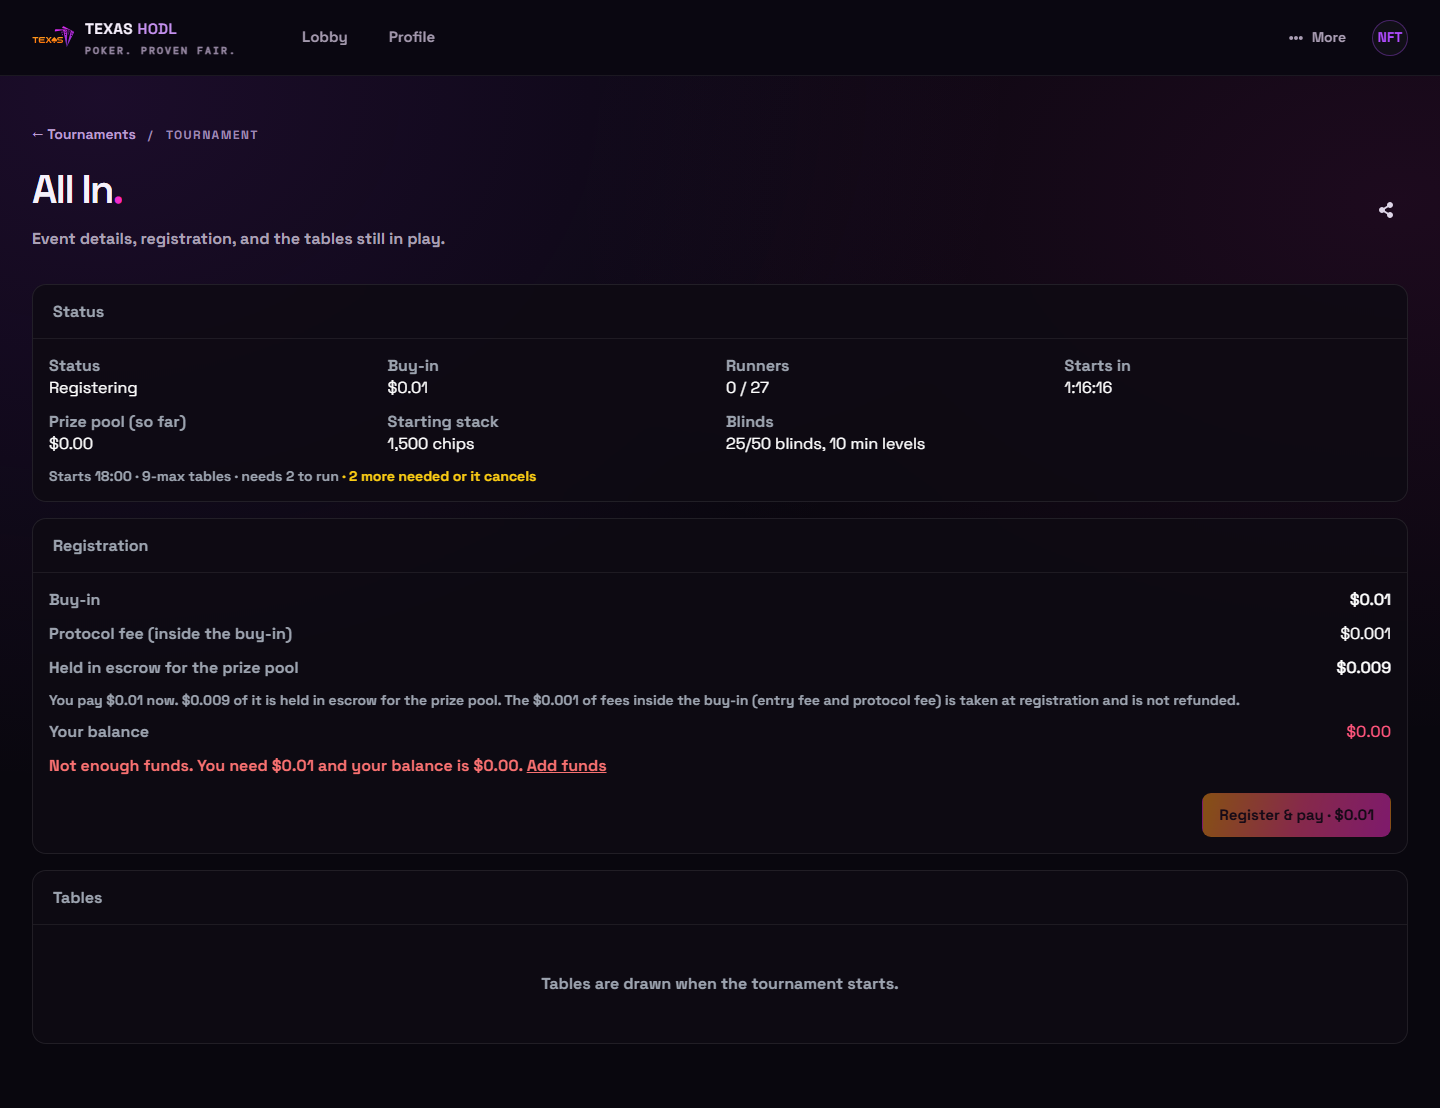 TEXAS
TEXAS HODL
POKER. PROVEN FAIR.
Lobby
Profile
••• More
NFT
← Tournaments / TOURNAMENT
All In.
Event details, registration, and the tables still in play.
Status
Status
Registering
Buy-in
$0.01
Runners
0 / 27
Starts in
1:16:16
Prize pool (so far)
$0.00
Starting stack
1,500 chips
Blinds
25/50 blinds, 10 min levels
Starts 18:00 · 9-max tables · needs 2 to run · 2 more needed or it cancels
Registration
Buy-in $0.01
Protocol fee (inside the buy-in) $0.001
Held in escrow for the prize pool $0.009
You pay $0.01 now. $0.009 of it is held in escrow for the prize pool. The $0.001 of fees inside the buy-in (entry fee and protocol fee) is taken at registration and is not refunded.
Your balance $0.00
Not enough funds. You need $0.01 and your balance is $0.00. Add funds
Register & pay · $0.01
Tables
Tables are drawn when the tournament starts.